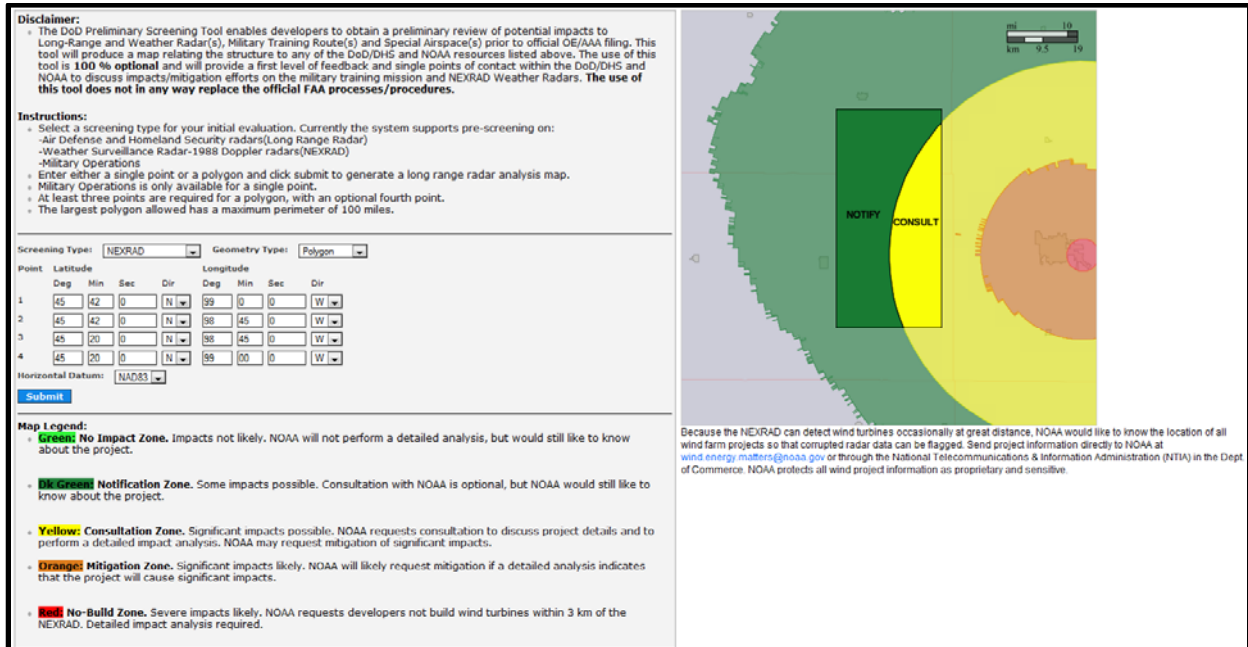 Disclaimer:
The DoD Preliminary Screening Tool enables developers to obtain a preliminary review of potential impacts to
Long-Range and Weather Radar(s), Military Training Route(s) and Special Airspace(s) prior to official OE/AAA filing. This
tool will produce a map relating the structure to any of the DoD/DHS and NOAA resources listed above. The use of this
tool is 100 % optional and will provide a first level of feedback and single points of contact within the DoD/DHS and
NOAA to discuss impacts/mitigation efforts on the military training mission and NEXRAD Weather Radars. The use of
this tool does not in any way replace the official FAA processes/procedures.
Instructions:
Select a screening type for your initial evaluation. Currently the system supports pre-screening on:
-Air Defense and Homeland Security radars(Long Range Radar)
-Weather Surveillance Radar-1988 Doppler radars(NEXRAD)
-Military Operations
Enter either a single point or a polygon and click submit to generate a long range radar analysis map.
Military Operations is only available for a single point.
At least three points are required for a polygon, with an optional fourth point.
The largest polygon allowed has a maximum perimeter of 100 miles.
Screening Type: NEXRAD Geometry Type: Polygon
Point Latitude Longitude
Deg Min Sec Dir Deg Min Sec Dir
1 45 42 0 N 99 0 0 W
2 45 42 0 N 98 45 0 W
3 45 20 0 N 98 45 0 W
4 45 20 0 N 99 00 0 W
Horizontal Datum: NAD83
Submit
Map Legend:
Green: No Impact Zone. Impacts not likely. NOAA will not perform a detailed analysis, but would still like to know
about the project.
Dk Green: Notification Zone. Some impacts possible. Consultation with NOAA is optional, but NOAA would still like to
know about the project.
Yellow: Consultation Zone. Significant impacts possible. NOAA requests consultation to discuss project details and to
perform a detailed impact analysis. NOAA may request mitigation of significant impacts.
Orange: Mitigation Zone. Significant impacts likely. NOAA will likely request mitigation if a detailed analysis indicates
that the project will cause significant impacts.
Red: No-Build Zone. Severe impacts likely. NOAA requests developers not build wind turbines within 3 km of the
NEXRAD. Detailed impact analysis required.
mi 10
km 9.5 19
NOTIFY
CONSULT
Because the NEXRAD can detect wind turbines occasionally at great distance, NOAA would like to know the location of all
wind farm projects so that corrupted radar data can be flagged. Send project information directly to NOAA at
wind.energy.matters@noaa.gov or through the National Telecommunications & Information Administration (NTIA) in the Dept.
of Commerce. NOAA protects all wind project information as proprietary and sensitive.